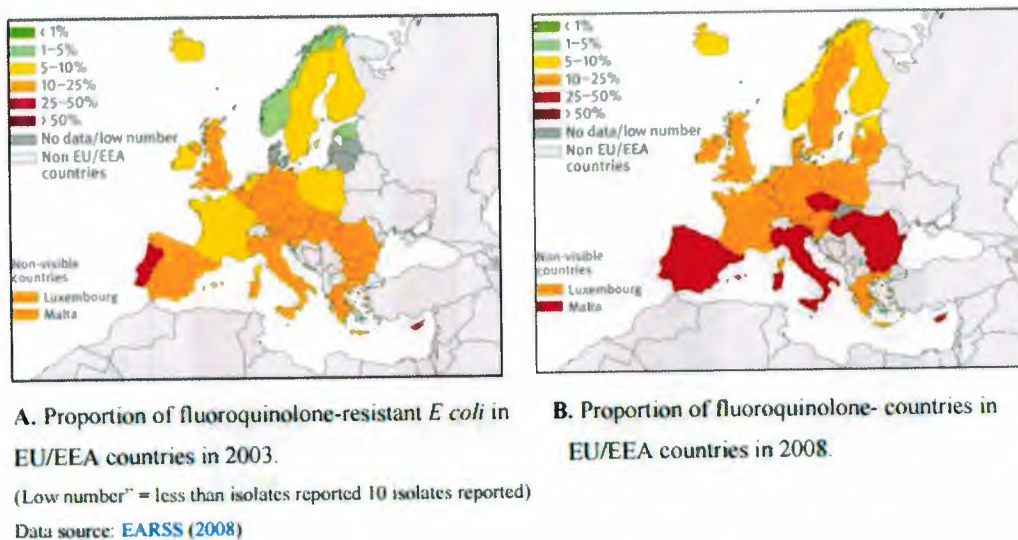 < 1%
1–5%
5–10%
10–25%
25–50%
> 50%
No data/low number
Non EU/EEA
countries
Non-visible
countries
Luxembourg
Malta
< 1%
1–5%
5–10%
10–25%
25–50%
> 50%
No data/low number
Non EU/EEA
countries
Non-visible
countries
Luxembourg
Malta
A. Proportion of fluoroquinolone-resistant E coli in
EU/EEA countries in 2003.
(Low number" = less than isolates reported 10 isolates reported)
Data source: EARSS (2008)
B. Proportion of fluoroquinolone- countries in
EU/EEA countries in 2008.